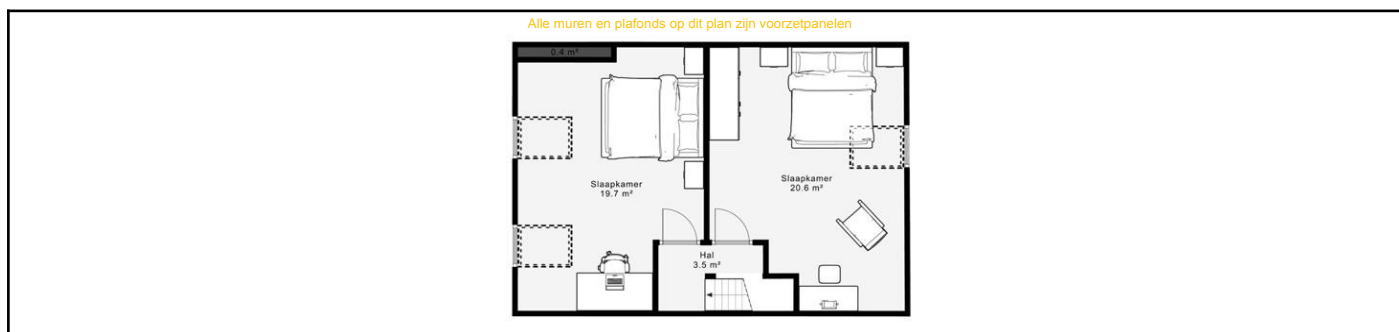 Alle muren en plafonds op dit plan zijn voorzetpanelen
0.4 m²
Slaapkamer
19.7 m²
Slaapkamer
20.6 m²
Hal
3.5 m²